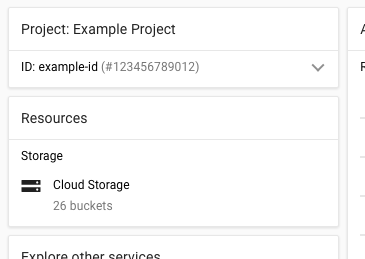 Project: Example Project
ID: example-id (#123456789012)
Resources
Storage
Cloud Storage
26 buckets
Explore other services